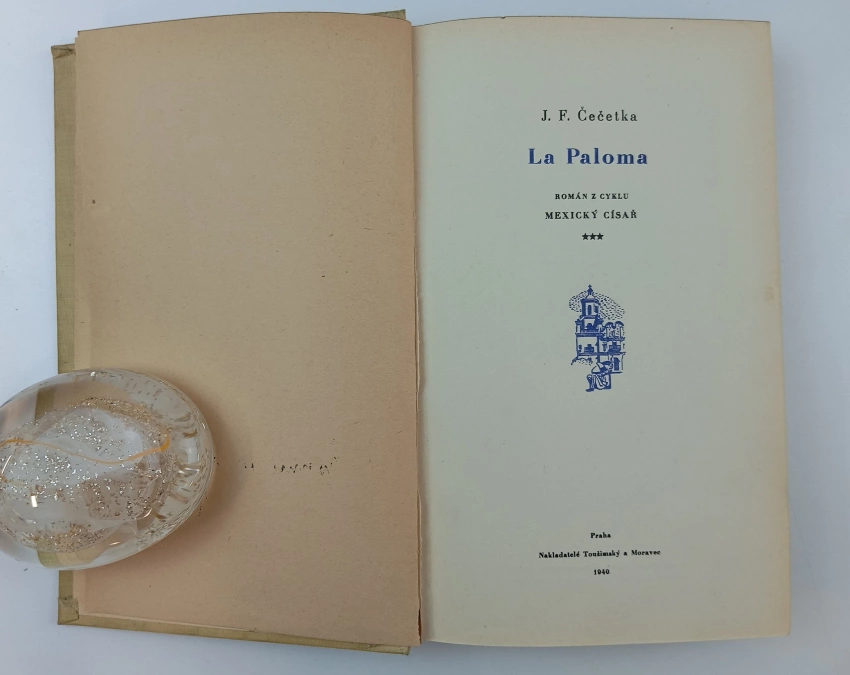 J. F. Čečetka
La Paloma
ROMÁN Z CYKLU
MEXICKÝ CÍSAŘ
★★★
Praha
Nakladatelé Toužimský a Moravec
1940